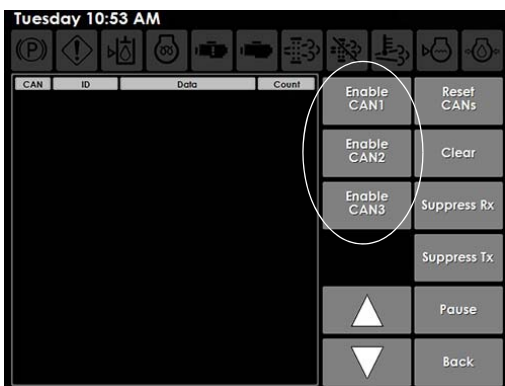 Tuesday 10:53 AM
P
CAN ID Data Count
Enable
CAN1
Reset
CANs
Enable
CAN2
Clear
Enable
CAN3
Suppress Rx
Suppress Tx
Pause
Back